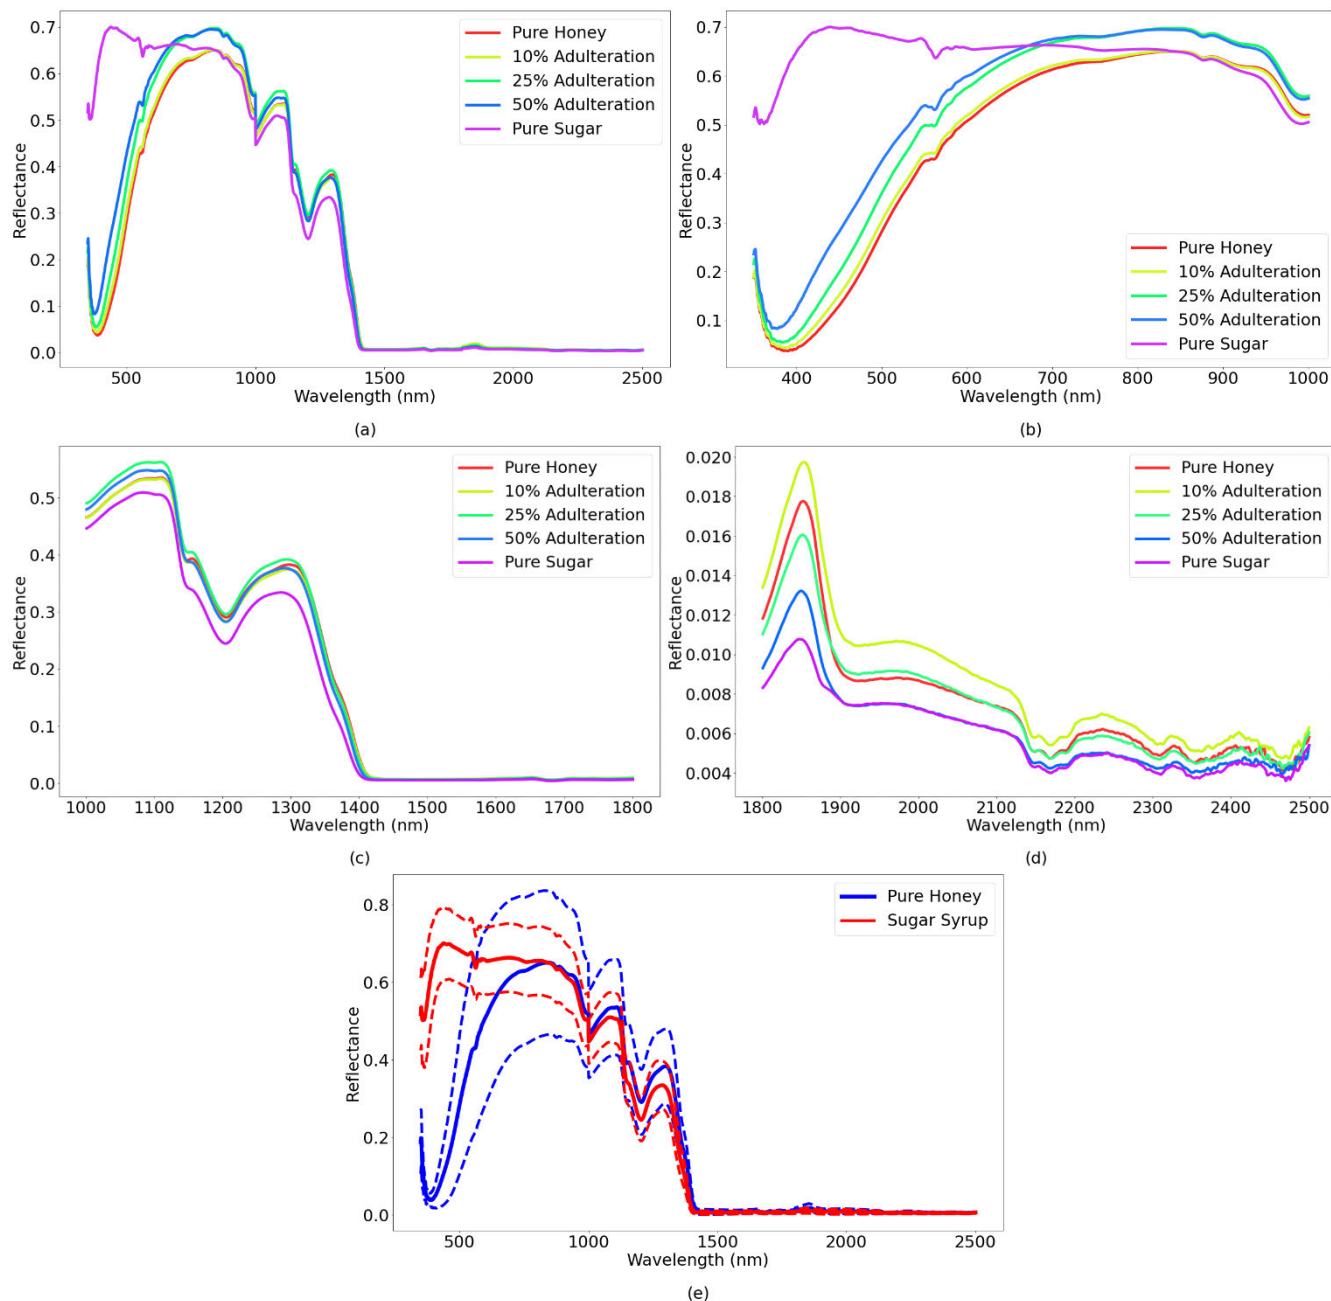 0.7
0.6
0.5
0.4
0.3
0.2
0.1
0.0
Reflectance
Pure Honey
10% Adulteration
25% Adulteration
50% Adulteration
Pure Sugar
500
1000
1500
2000
2500
Wavelength (nm)
(a)
0.7
0.6
0.5
0.4
0.3
0.2
0.1
Reflectance
Pure Honey
10% Adulteration
25% Adulteration
50% Adulteration
Pure Sugar
400
500
600
700
800
900
1000
Wavelength (nm)
(b)
0.5
0.4
0.3
0.2
0.1
0.0
Reflectance
Pure Honey
10% Adulteration
25% Adulteration
50% Adulteration
Pure Sugar
1000
1100
1200
1300
1400
1500
1600
1700
1800
Wavelength (nm)
(c)
0.020
0.018
0.016
0.014
0.012
0.010
0.008
0.006
0.004
Reflectance
Pure Honey
10% Adulteration
25% Adulteration
50% Adulteration
Pure Sugar
1800
1900
2000
2100
2200
2300
2400
2500
Wavelength (nm)
(d)
0.8
0.6
0.4
0.2
0.0
Reflectance
Pure Honey
Sugar Syrup
500
1000
1500
2000
2500
Wavelength (nm)
(e)